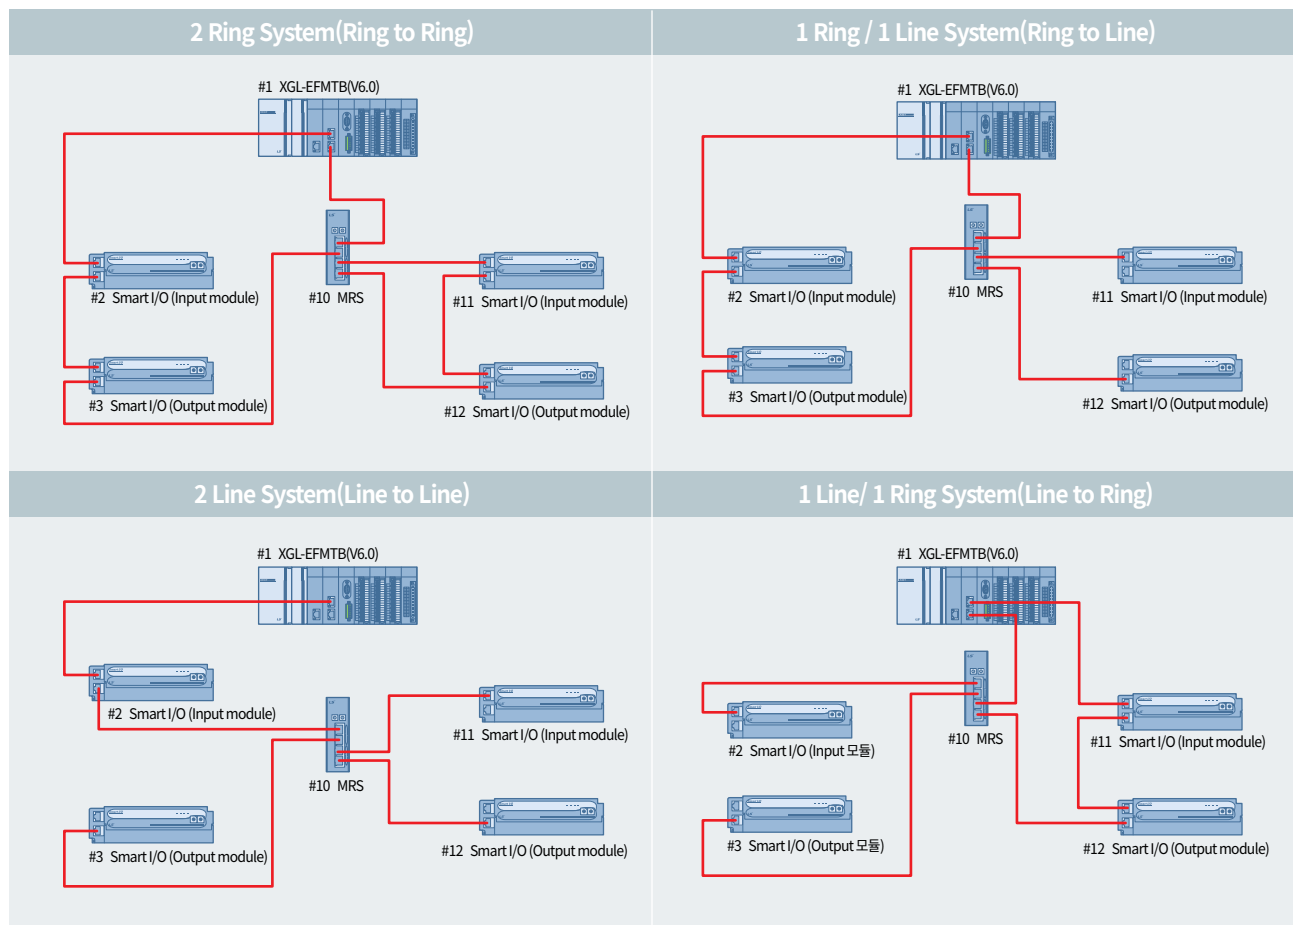 2 Ring System(Ring to Ring)
1 Ring / 1 Line System(Ring to Line)
#1 XGL-EFMTB(V6.0)
#2 Smart I/O (Input module)
#10 MRS
#11 Smart I/O (Input module)
#3 Smart I/O (Output module)
#12 Smart I/O (Output module)
#1 XGL-EFMTB(V6.0)
#2 Smart I/O (Input module)
#10 MRS
#11 Smart I/O (Input module)
#3 Smart I/O (Output module)
#12 Smart I/O (Output module)
2 Line System(Line to Line)
1 Line/ 1 Ring System(Line to Ring)
#1 XGL-EFMTB(V6.0)
#2 Smart I/O (Input module)
#11 Smart I/O (Input module)
#10 MRS
#3 Smart I/O (Output module)
#12 Smart I/O (Output module)
#1 XGL-EFMTB(V6.0)
#2 Smart I/O (Input 모듈)
#10 MRS
#11 Smart I/O (Input module)
#3 Smart I/O (Output 모듈)
#12 Smart I/O (Output module)